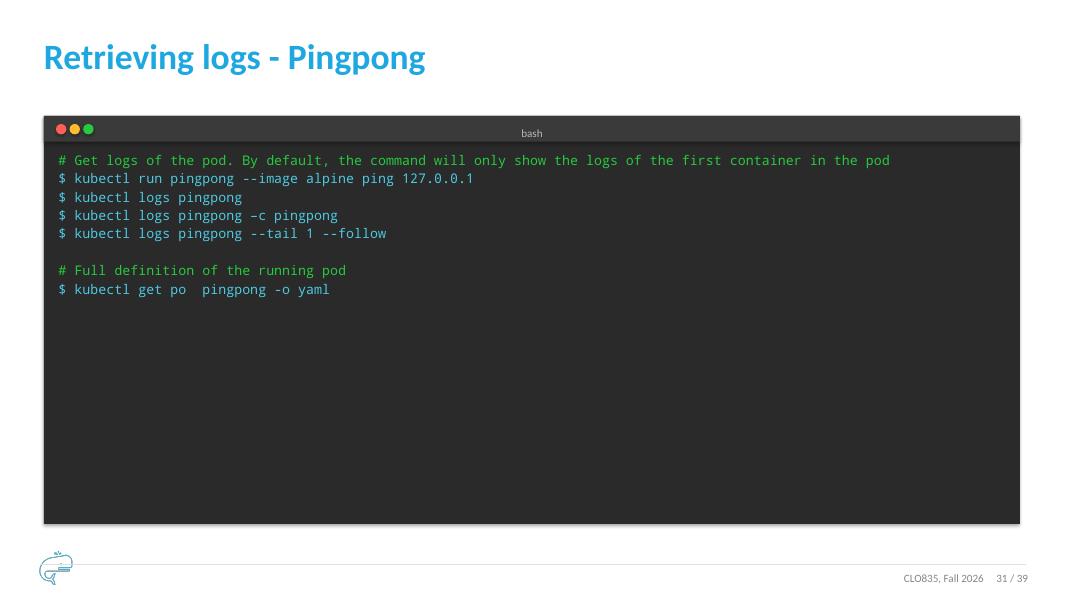 Retrieving logs - Pingpong
bash
# Get logs of the pod. By default, the command will only show the logs of the first container in the pod
$ kubectl run pingpong --image alpine ping 127.0.0.1
$ kubectl logs pingpong
$ kubectl logs pingpong –c pingpong
$ kubectl logs pingpong --tail 1 --follow
# Full definition of the running pod
$ kubectl get po  pingpong -o yaml
CLO835, Fall 2026 31 / 39